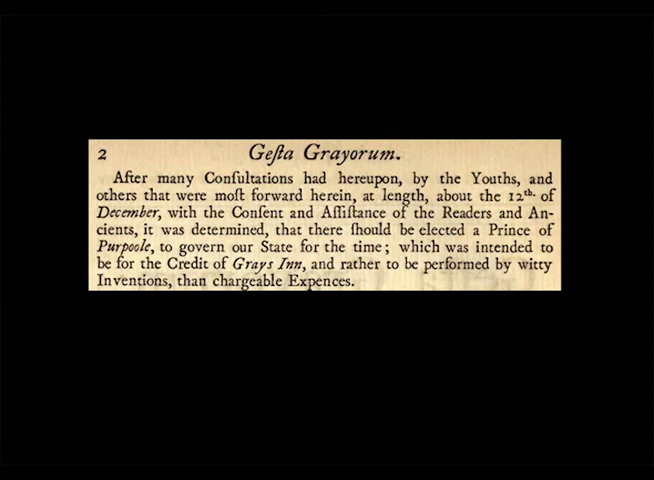 2 Geſta Grayorum.
After many Conſultations had hereupon, by the Youths, and
others that were moſt forward herein, at length, about the 12th. of
December, with the Conſent and Aſſiſtance of the Readers and An-
cients, it was determined, that there ſhould be elected a Prince of
Purpoole, to govern our State for the time; which was intended to
be for the Credit of Grays Inn, and rather to be performed by witty
Inventions, than chargeable Expences.